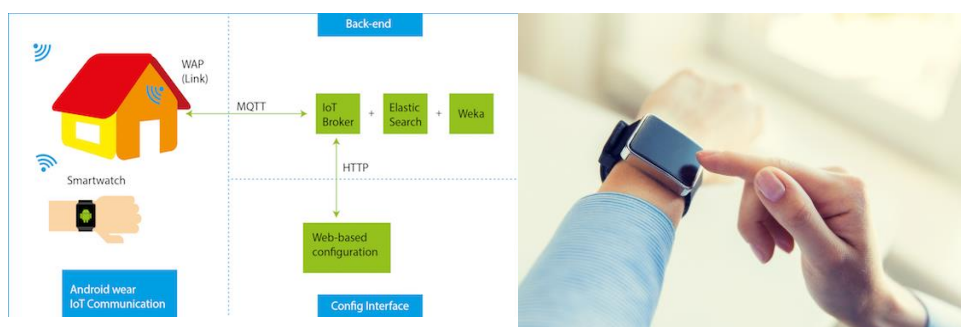 Back-end
WAP
(Link)
MQTT
IoT
Broker
+
Elastic
Search
+
Weka
HTTP
Smartwatch
Web-based
configuration
Android wear
IoT Communication
Config Interface